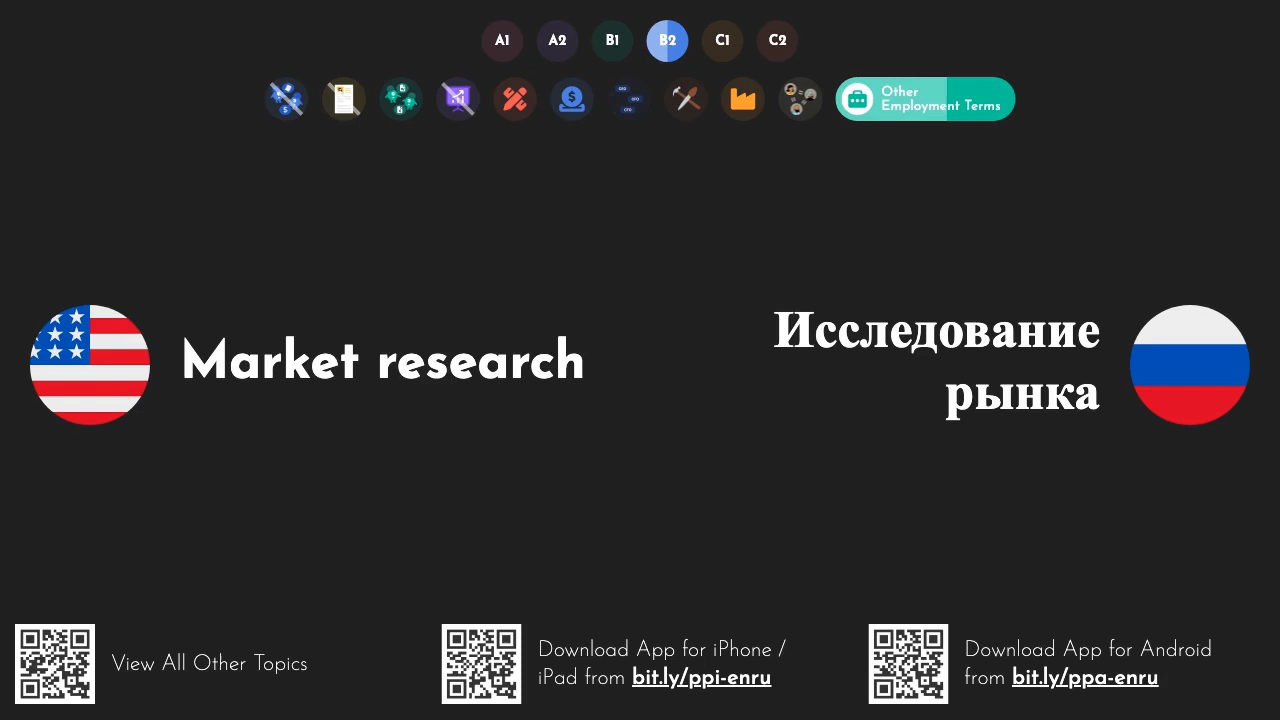 A1 A2 B1 B2 C1 C2
Other
Employment Terms
Market research
Исследование
рынка
View All Other Topics
Download App for iPhone /
iPad from bit.ly/ppi-enru
Download App for Android
from bit.ly/ppa-enru